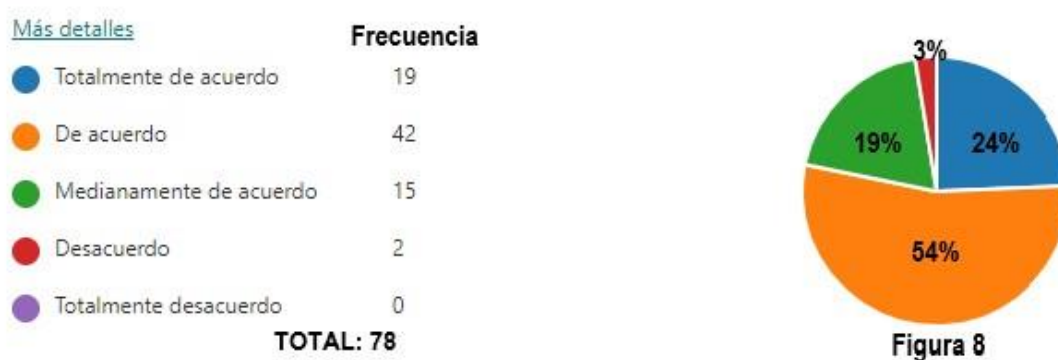 Más detalles
Frecuencia
Totalmente de acuerdo 19
De acuerdo 42
Medianamente de acuerdo 15
Desacuerdo 2
Totalmente desacuerdo 0
TOTAL: 78
3%
19%
24%
54%
Figura 8